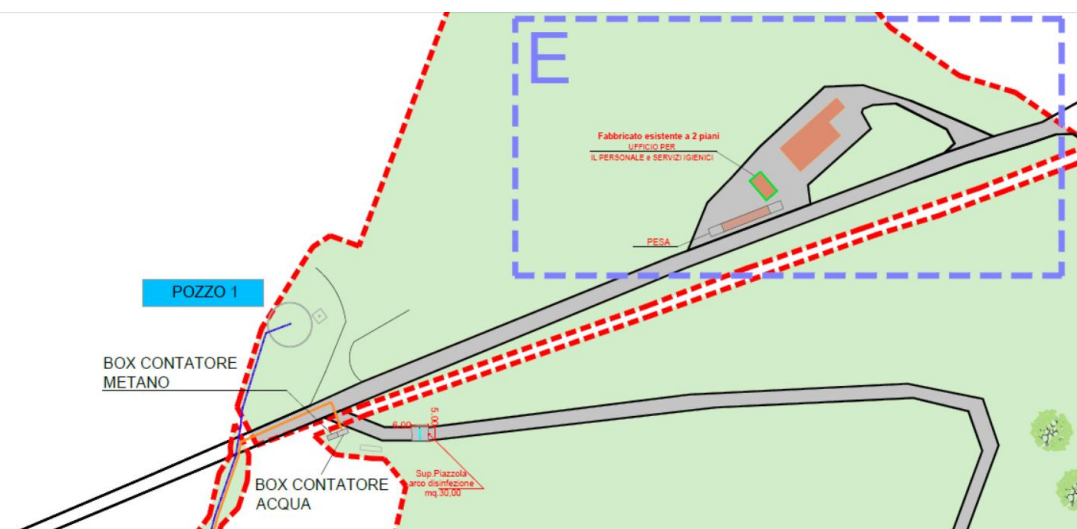 E
Fabbricato esistente a 2 piani
UFFICIO PER
IL PERSONALE e SERVIZI IGIENICI
PESA
POZZO 1
BOX CONTATORE
METANO
6.00
5.00
Sup.Piazzola
arco disinfezione
mq.30,00
BOX CONTATORE
ACQUA